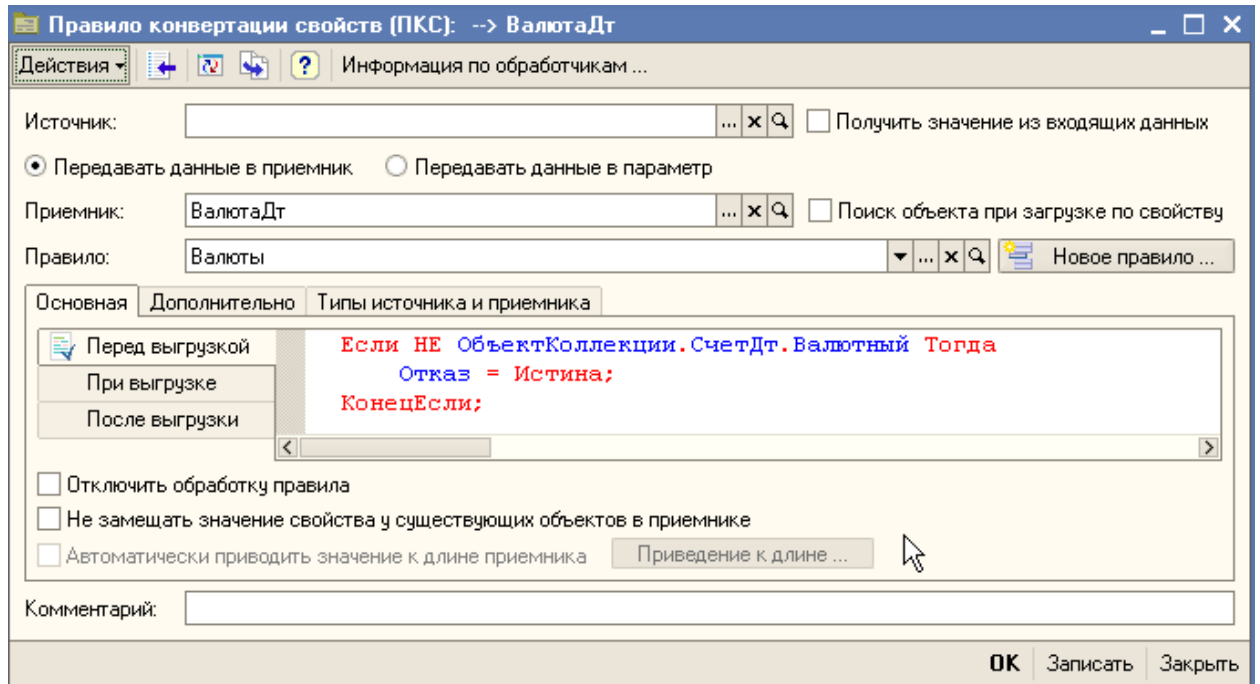 Правило конвертации свойств (ПКС): --> ВалютаДт
Действия Информация по обработчикам ...
Источник: ... Получить значение из входящих данных
Передавать данные в приемник Передавать данные в параметр
Приемник: ВалютаДт ... Поиск объекта при загрузке по свойству
Правило: Валюты ... Новое правило ...
Основная Дополнительно Типы источника и приемника
Перед выгрузкой
При выгрузке
После выгрузки
Если НЕ ОбъектКоллекции.СчетДт.Валютный Тогда
Отказ = Истина;
КонецЕсли;
Отключить обработку правила
Не замещать значение свойства у существующих объектов в приемнике
Автоматически приводить значение к длине приемника Приведение к длине ...
Комментарий:
OK Записать Закрыть